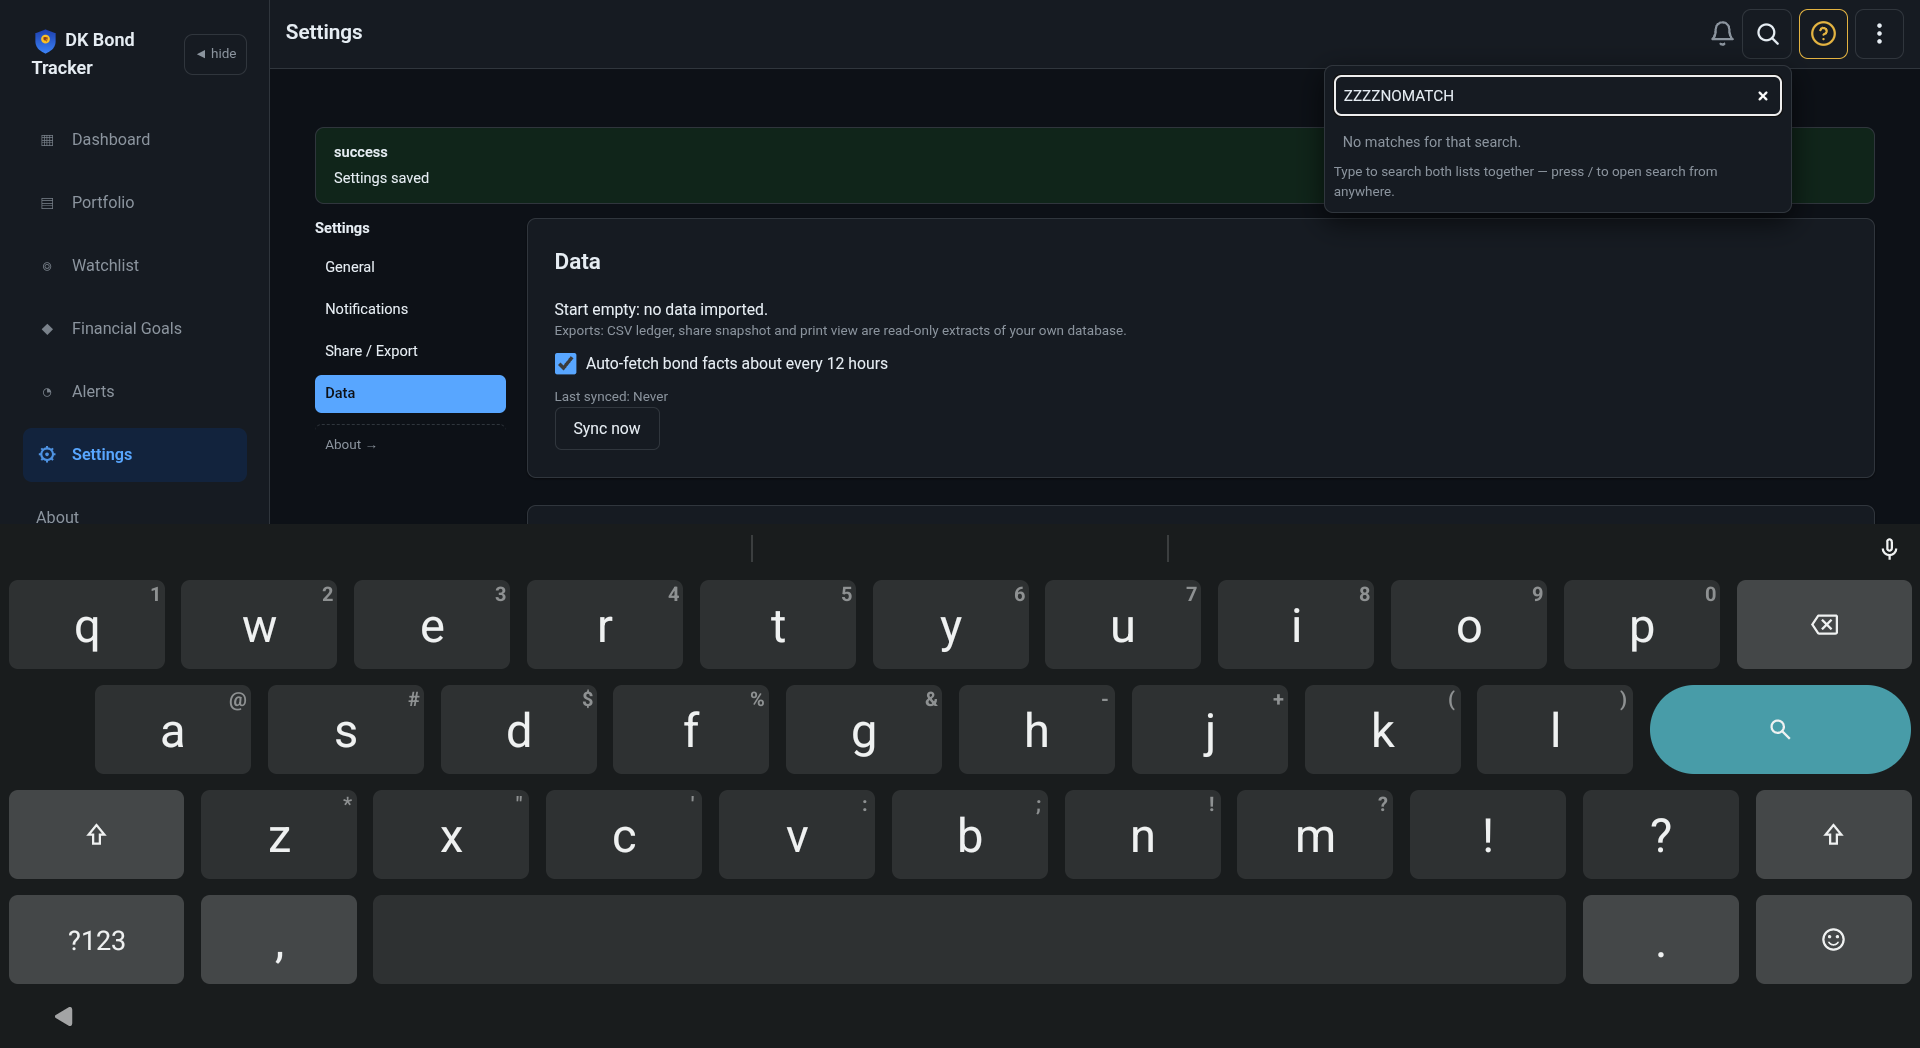 DK Bond
Tracker
◄ hide
Dashboard
Portfolio
Watchlist
Financial Goals
Alerts
Settings
About
Settings
?
ZZZZNOMATCH ×
No matches for that search.
Type to search both lists together — press / to open search from
anywhere.
success
Settings saved
Settings
General
Notifications
Share / Export
Data
About →
Data
Start empty: no data imported.
Exports: CSV ledger, share snapshot and print view are read-only extracts of your own database.
Auto-fetch bond facts about every 12 hours
Last synced: Never
Sync now
q 1 w 2 e 3 r 4 t 5 y 6 u 7 i 8 o 9 p 0
a @ s # d $ f % g & h - j + k ( l )
z * x " c ' v : b ; n ! m ? ! ?
?123 , .